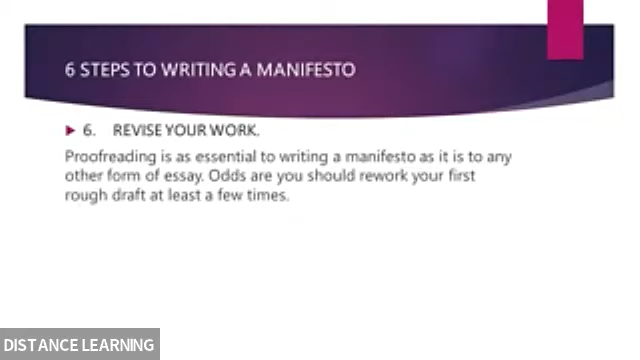 6 STEPS TO WRITING A MANIFESTO
6. REVISE YOUR WORK.
Proofreading is as essential to writing a manifesto as it is to any
other form of essay. Odds are you should rework your first
rough draft at least a few times.
DISTANCE LEARNING